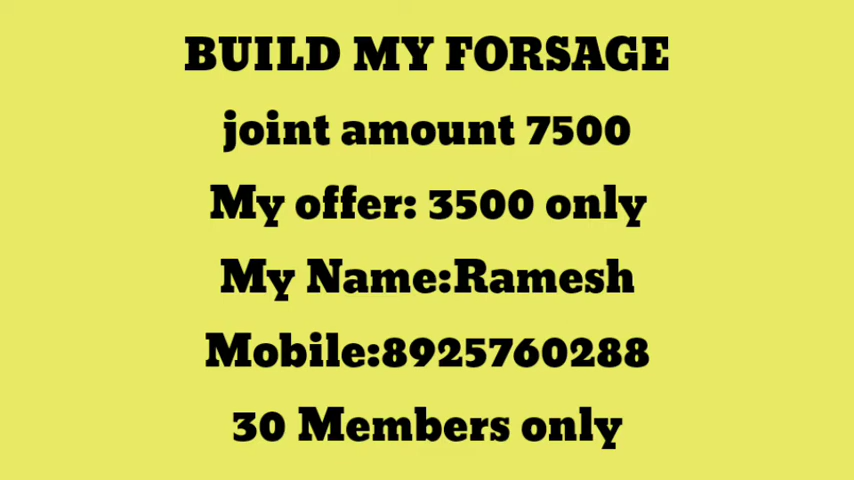 BUILD MY FORSAGE
joint amount 7500
My offer: 3500 only
My Name:Ramesh
Mobile:8925760288
30 Members only